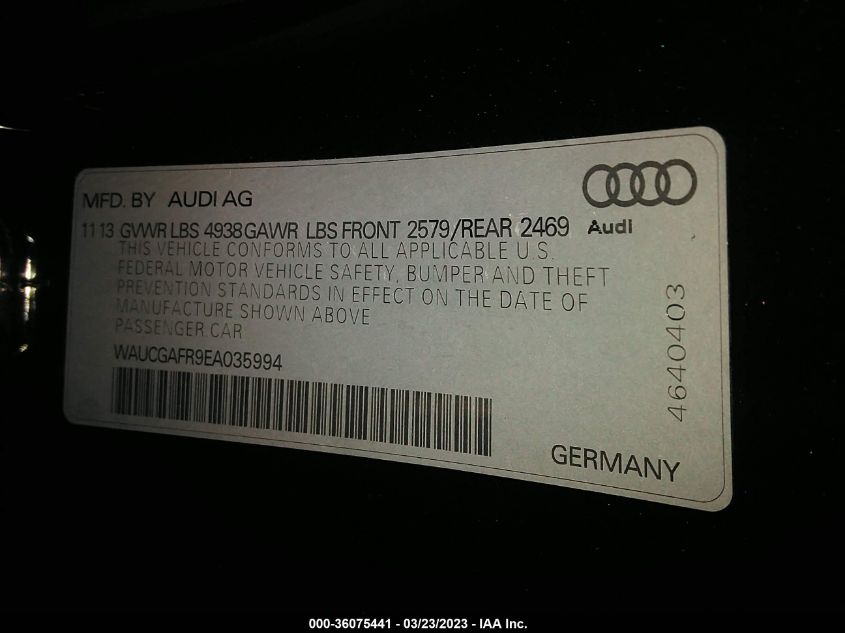 MFD. BY AUDI AG
11 13 GVWR LBS 4938 GAWR LBS FRONT 2579/REAR 2469
Audi
THIS VEHICLE CONFORMS TO ALL APPLICABLE U.S.
FEDERAL MOTOR VEHICLE SAFETY, BUMPER AND THEFT
PREVENTION STANDARDS IN EFFECT ON THE DATE OF
MANUFACTURE SHOWN ABOVE
PASSENGER CAR
WAUCGAFR9EA035994
4640403
GERMANY
000-36075441 - 03/23/2023 - IAA Inc.